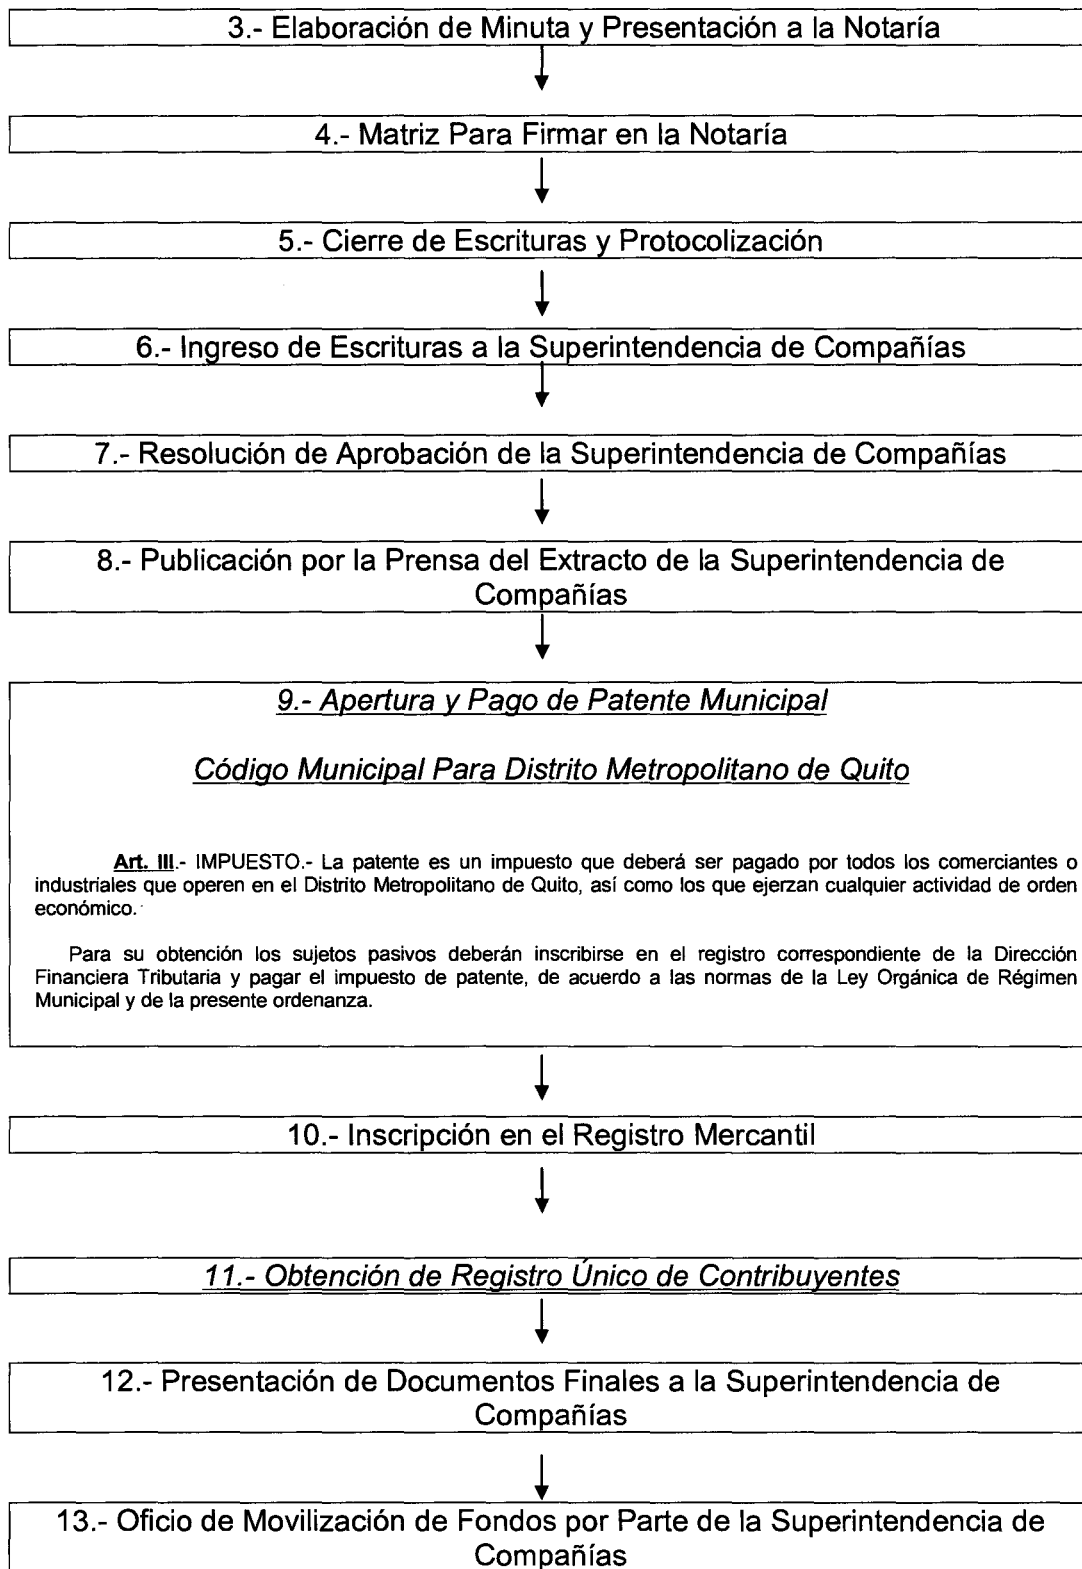 3.- Elaboración de Minuta y Presentación a la Notaría
4.- Matriz Para Firmar en la Notaría
5.- Cierre de Escrituras y Protocolización
6.- Ingreso de Escrituras a la Superintendencia de Compañías
7.- Resolución de Aprobación de la Superintendencia de Compañías
8.- Publicación por la Prensa del Extracto de la Superintendencia de
Compañías
9.- Apertura y Pago de Patente Municipal
Código Municipal Para Distrito Metropolitano de Quito
Art. III.- IMPUESTO.- La patente es un impuesto que deberá ser pagado por todos los comerciantes o
industriales que operen en el Distrito Metropolitano de Quito, así como los que ejerzan cualquier actividad de orden
económico.
Para su obtención los sujetos pasivos deberán inscribirse en el registro correspondiente de la Dirección
Financiera Tributaria y pagar el impuesto de patente, de acuerdo a las normas de la Ley Orgánica de Régimen
Municipal y de la presente ordenanza.
10.- Inscripción en el Registro Mercantil
11.- Obtención de Registro Único de Contribuyentes
12.- Presentación de Documentos Finales a la Superintendencia de
Compañías
13.- Oficio de Movilización de Fondos por Parte de la Superintendencia de
Compañías